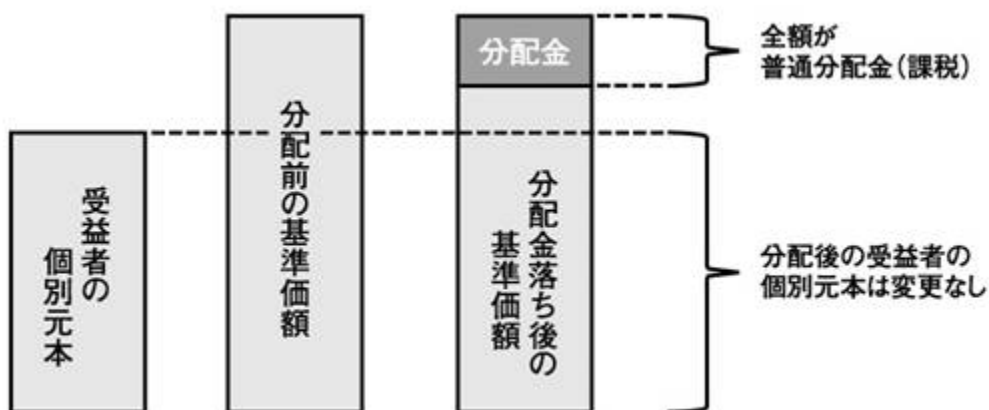 受益者の
個別元本
分配前の基準価額
分配金
分配金落ち後の
基準価額
全額が
普通分配金(課税)
分配後の受益者の
個別元本は変更なし